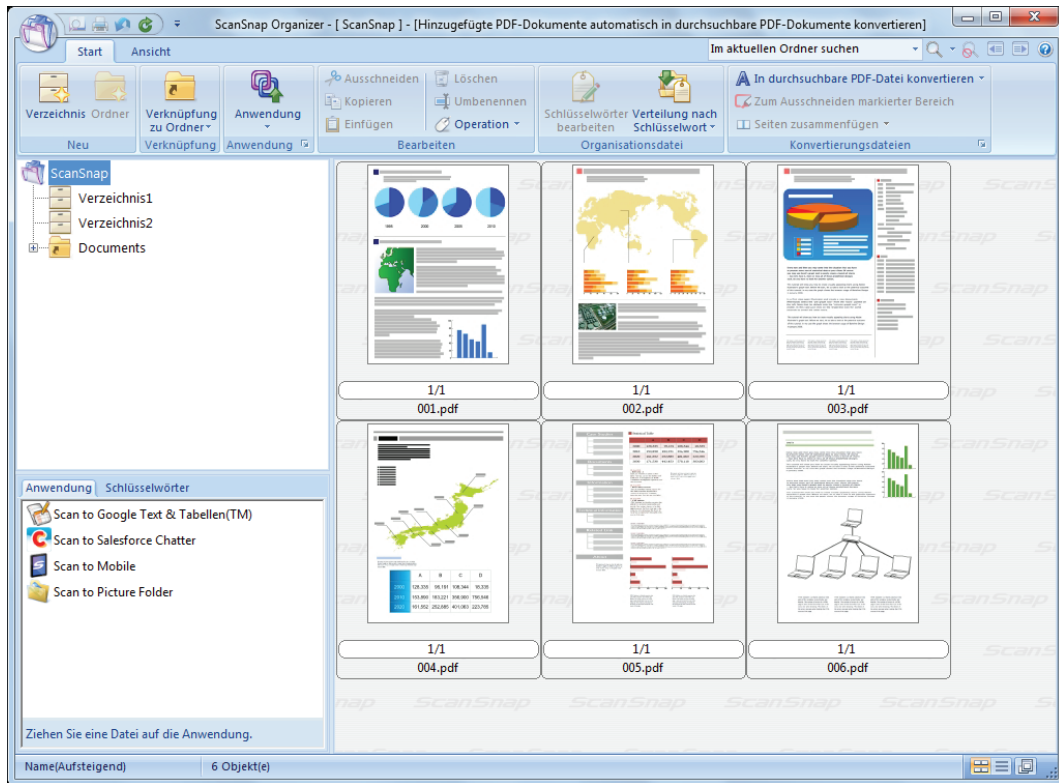 ScanSnap Organizer - [ ScanSnap ] - [Hinzugefügte PDF-Dokumente automatisch in durchsuchbare PDF-Dokumente konvertieren]
Start Ansicht Im aktuellen Ordner suchen
Verzeichnis Ordner
Neu
Verknüpfung
zu Ordner
Verknüpfung
Anwendung
Anwendung
Ausschneiden Löschen
Kopieren Umbenennen
Einfügen Operation
Bearbeiten
Schlüsselwörter
bearbeiten
Verteilung nach
Schlüsselwort
Organisationsdatei
In durchsuchbare PDF-Datei konvertieren
Zum Ausschneiden markierter Bereich
Seiten zusammenfügen
Konvertierungsdateien
ScanSnap
Verzeichnis1
Verzeichnis2
Documents
1/1 1/1 1/1
001.pdf 002.pdf 003.pdf
A B C D
1/1 1/1 1/1
004.pdf 005.pdf 006.pdf
Anwendung Schlüsselwörter
Scan to Google Text & Tabellen(TM)
Scan to Salesforce Chatter
Scan to Mobile
Scan to Picture Folder
Ziehen Sie eine Datei auf die Anwendung.
ScanSnap ScanSnap ScanSnap
Name(Aufsteigend) 6 Objekt(e)